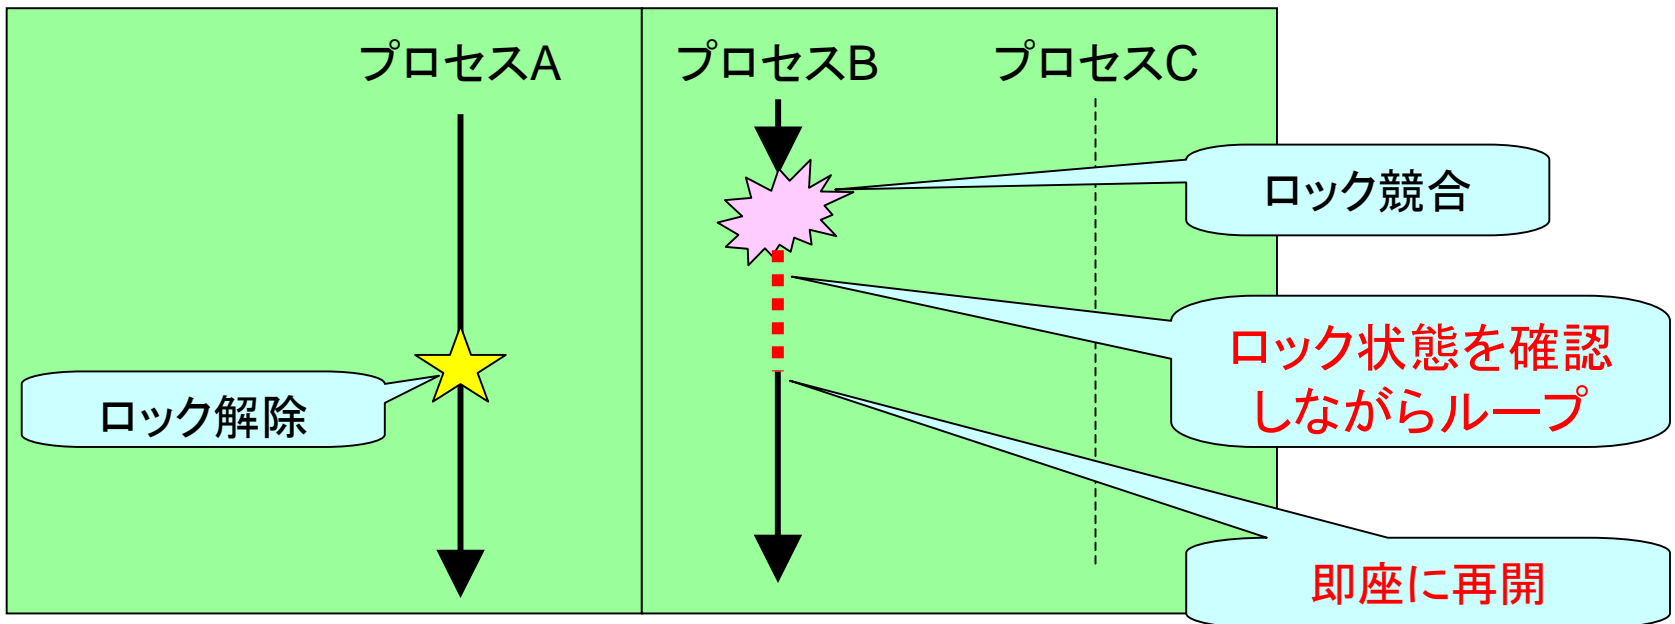 プロセスA
プロセスB
プロセスC
ロック競合
ロック状態を確認
しながらループ
ロック解除
即座に再開